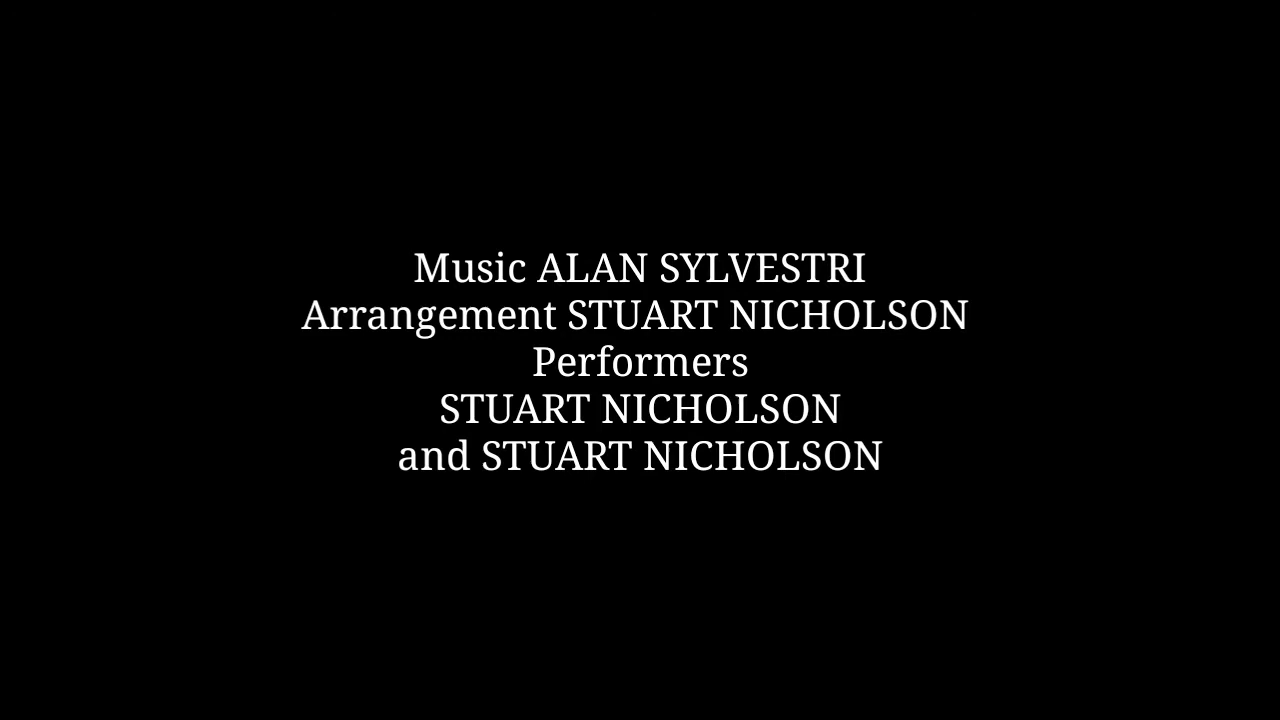 Music ALAN SYLVESTRI
Arrangement STUART NICHOLSON
Performers
STUART NICHOLSON
and STUART NICHOLSON